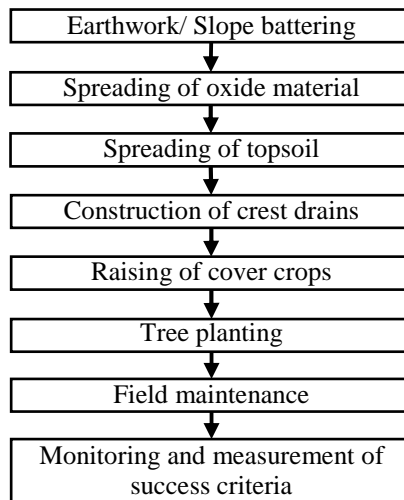 Earthwork/ Slope battering
Spreading of oxide material
Spreading of topsoil
Construction of crest drains
Raising of cover crops
Tree planting
Field maintenance
Monitoring and measurement of
success criteria